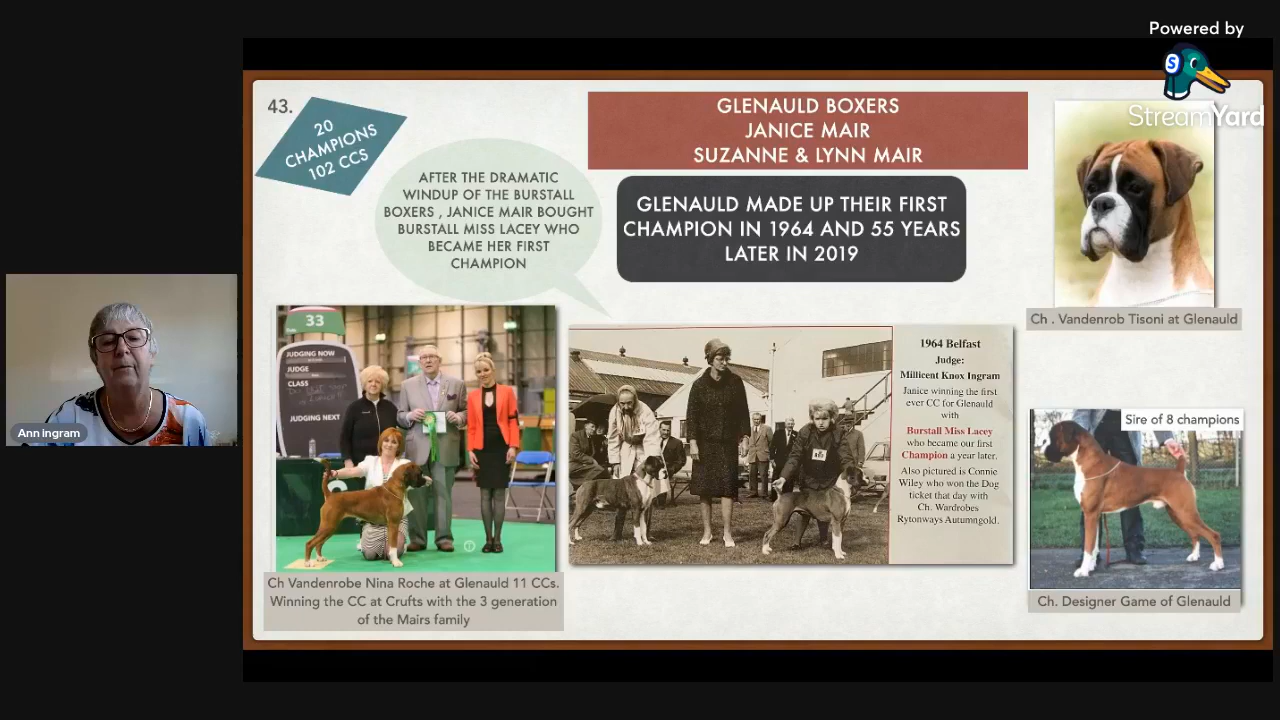 Powered by
S
StreamYard
43.
20
CHAMPIONS
102 CCS
GLENAULD BOXERS
JANICE MAIR
SUZANNE & LYNN MAIR
AFTER THE DRAMATIC
WINDUP OF THE BURSTALL
BOXERS , JANICE MAIR BOUGHT
BURSTALL MISS LACEY WHO
BECAME HER FIRST
CHAMPION
GLENAULD MADE UP THEIR FIRST
CHAMPION IN 1964 AND 55 YEARS
LATER IN 2019
Ch . Vandenrob Tisoni at Glenauld
33
JUDGING NOW
JUDGE
CLASS
JUDGING NEXT
Ch Vandenrobe Nina Roche at Glenauld 11 CCs.
Winning the CC at Crufts with the 3 generation
of the Mairs family
1964 Belfast
Judge:
Millicent Knox Ingram
Janice winning the first
ever CC for Glenauld
with
Burstall Miss Lacey
who became our first
Champion a year later.
Also pictured is Connie
Wiley who won the Dog
ticket that day with
Ch. Wardrobes
Rytonways Autumngold.
Sire of 8 champions
Ch. Designer Game of Glenauld
Ann ingram